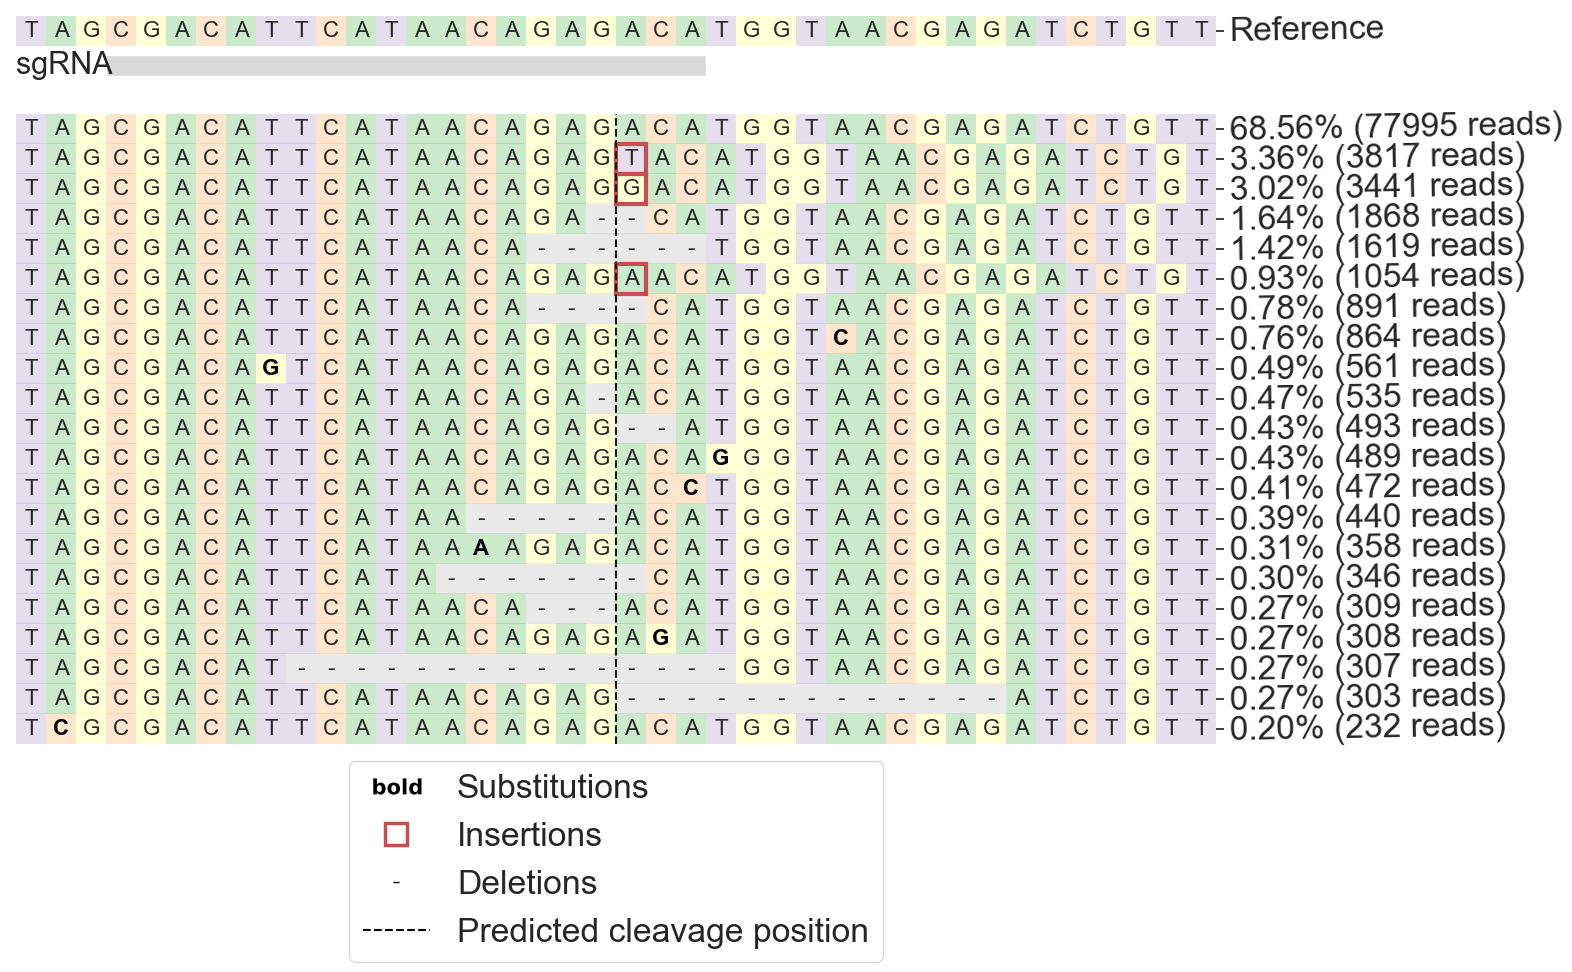 T A G C G A C A T T C A T A A C A G A G A C A T G G T A A C G A G A T C T G T T Reference
sgRNA
T A G C G A C A T T C A T A A C A G A G A C A T G G T A A C G A G A T C T G T T 68.56% (77995 reads)
T A G C G A C A T T C A T A A C A G A G T A C A T G G T A A C G A G A T C T G T 3.36% (3817 reads)
T A G C G A C A T T C A T A A C A G A G G A C A T G G T A A C G A G A T C T G T 3.02% (3441 reads)
T A G C G A C A T T C A T A A C A G A - - C A T G G T A A C G A G A T C T G T T 1.64% (1868 reads)
T A G C G A C A T T C A T A A C A - - - - - - T G G T A A C G A G A T C T G T T 1.42% (1619 reads)
T A G C G A C A T T C A T A A C A G A G A A C A T G G T A A C G A G A T C T G T 0.93% (1054 reads)
T A G C G A C A T T C A T A A C A - - - - C A T G G T A A C G A G A T C T G T T 0.78% (891 reads)
T A G C G A C A T T C A T A A C A G A G A C A T G G T C A C G A G A T C T G T T 0.76% (864 reads)
T A G C G A C A G T C A T A A C A G A G A C A T G G T A A C G A G A T C T G T T 0.49% (561 reads)
T A G C G A C A T T C A T A A C A G A - A C A T G G T A A C G A G A T C T G T T 0.47% (535 reads)
T A G C G A C A T T C A T A A C A G A G - - A T G G T A A C G A G A T C T G T T 0.43% (493 reads)
T A G C G A C A T T C A T A A C A G A G A C A G G G T A A C G A G A T C T G T T 0.43% (489 reads)
T A G C G A C A T T C A T A A C A G A G A C C T G G T A A C G A G A T C T G T T 0.41% (472 reads)
T A G C G A C A T T C A T A A - - - - - A C A T G G T A A C G A G A T C T G T T 0.39% (440 reads)
T A G C G A C A T T C A T A A A A G A G A C A T G G T A A C G A G A T C T G T T 0.31% (358 reads)
T A G C G A C A T T C A T A - - - - - - - C A T G G T A A C G A G A T C T G T T 0.30% (346 reads)
T A G C G A C A T T C A T A A C A - - - A C A T G G T A A C G A G A T C T G T T 0.27% (309 reads)
T A G C G A C A T T C A T A A C A G A G A G A T G G T A A C G A G A T C T G T T 0.27% (308 reads)
T A G C G A C A T - - - - - - - - - - - - - - - G G T A A C G A G A T C T G T T 0.27% (307 reads)
T A G C G A C A T T C A T A A C A G A G - - - - - - - - - - - - - A T C T G T T 0.27% (303 reads)
T C G C G A C A T T C A T A A C A G A G A C A T G G T A A C G A G A T C T G T T 0.20% (232 reads)
bold Substitutions
Insertions
- Deletions
Predicted cleavage position